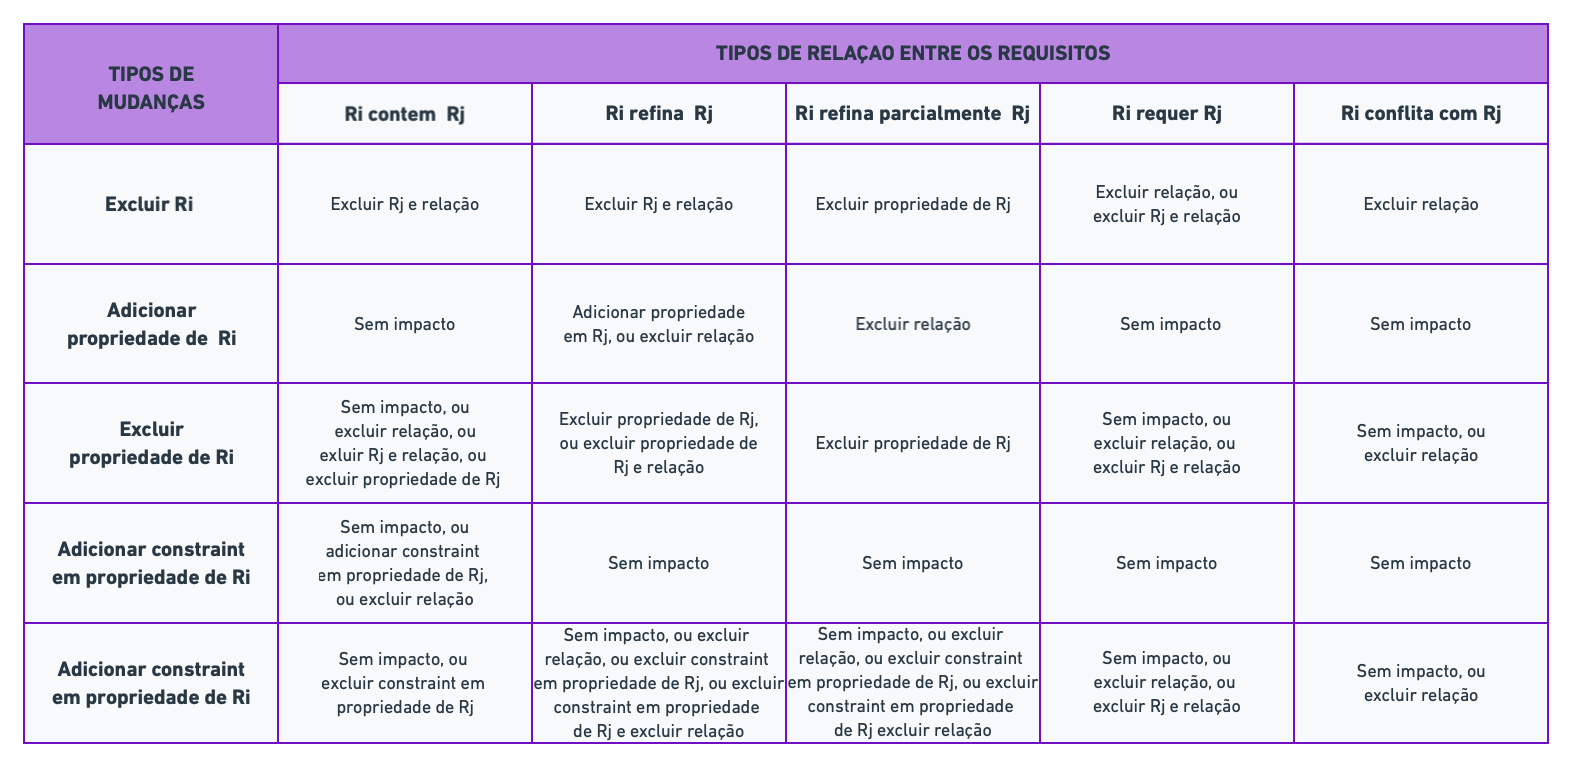 TIPOS DE
MUDANÇAS
TIPOS DE RELAÇAO ENTRE OS REQUISITOS
Ri contem Rj
Ri refina Rj
Ri refina parcialmente Rj
Ri requer Rj
Ri conflita com Rj
Excluir Ri
Excluir Rj e relação
Excluir Rj e relação
Excluir propriedade de Rj
Excluir relação, ou
excluir Rj e relação
Excluir relação
Adicionar
propriedade de Ri
Sem impacto
Adicionar propriedade
em Rj, ou excluir relação
Excluir relação
Sem impacto
Sem impacto
Excluir
propriedade de Ri
Sem impacto, ou
excluir relação, ou
exluir Rj e relação, ou
excluir propriedade de Rj
Excluir propriedade de Rj,
ou excluir propriedade de
Rj e relação
Excluir propriedade de Rj
Sem impacto, ou
excluir relação, ou
excluir Rj e relação
Sem impacto, ou
excluir relação
Adicionar constraint
em propriedade de Ri
Sem impacto, ou
adicionar constraint
em propriedade de Rj,
ou excluir relação
Sem impacto
Sem impacto
Sem impacto
Sem impacto
Adicionar constraint
em propriedade de Ri
Sem impacto, ou
excluir constraint em
propriedade de Rj
Sem impacto, ou excluir
relação, ou excluir constraint
em propriedade de Rj, ou excluir
constraint em propriedade
de Rj e excluir relação
Sem impacto, ou excluir
relação, ou excluir constraint
em propriedade de Rj, ou excluir
constraint em propriedade
de Rj excluir relação
Sem impacto, ou
excluir relação, ou
excluir Rj e relação
Sem impacto, ou
excluir relação